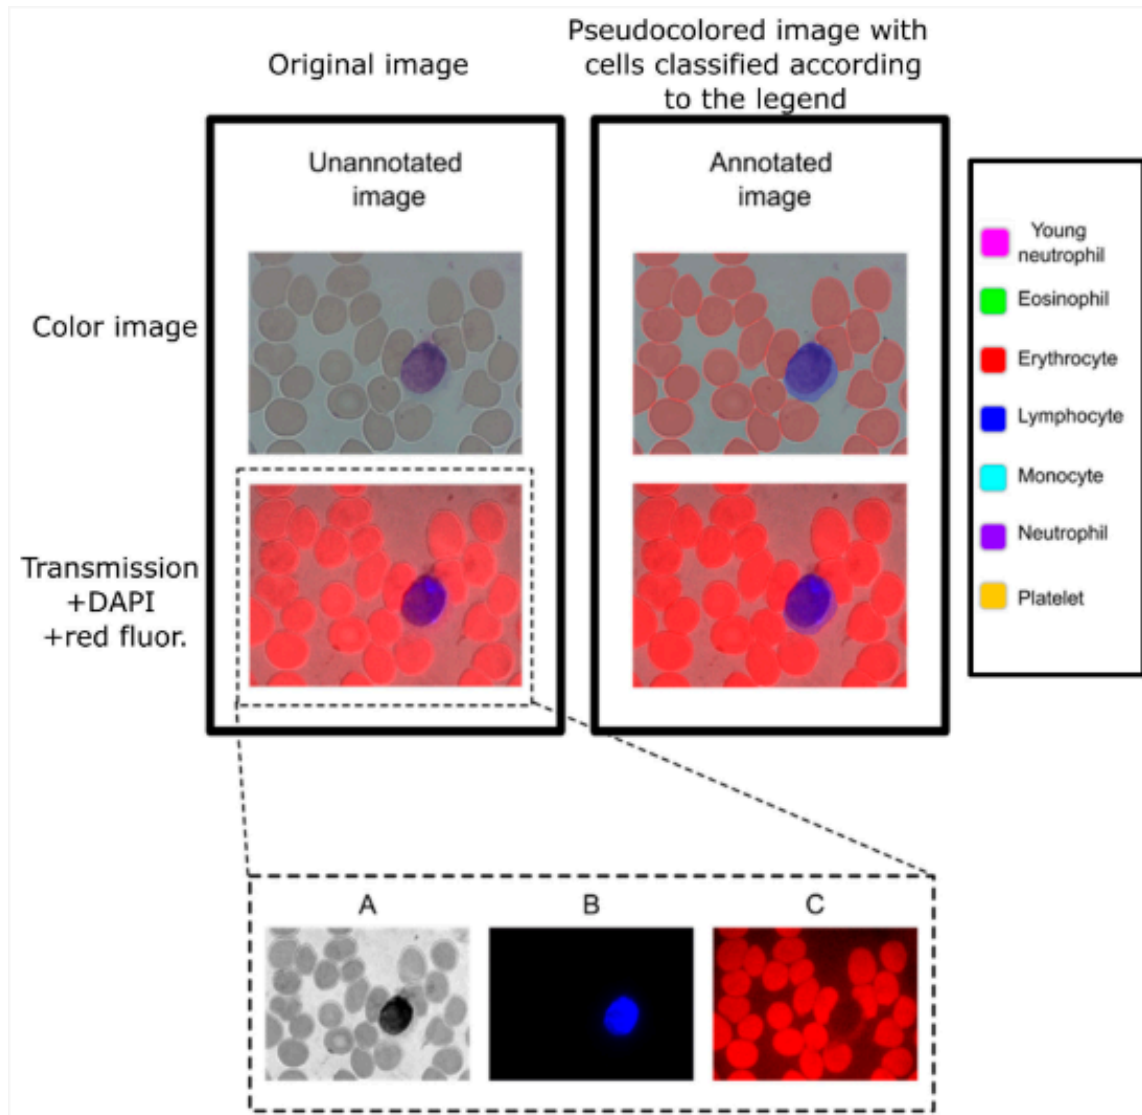 Original image
Pseudocolored image with
cells classified according
to the legend
Unannotated
image
Annotated
image
Color image
Transmission
+DAPI
+red fluor.
Young
neutrophil
Eosinophil
Erythrocyte
Lymphocyte
Monocyte
Neutrophil
Platelet
A
B
C